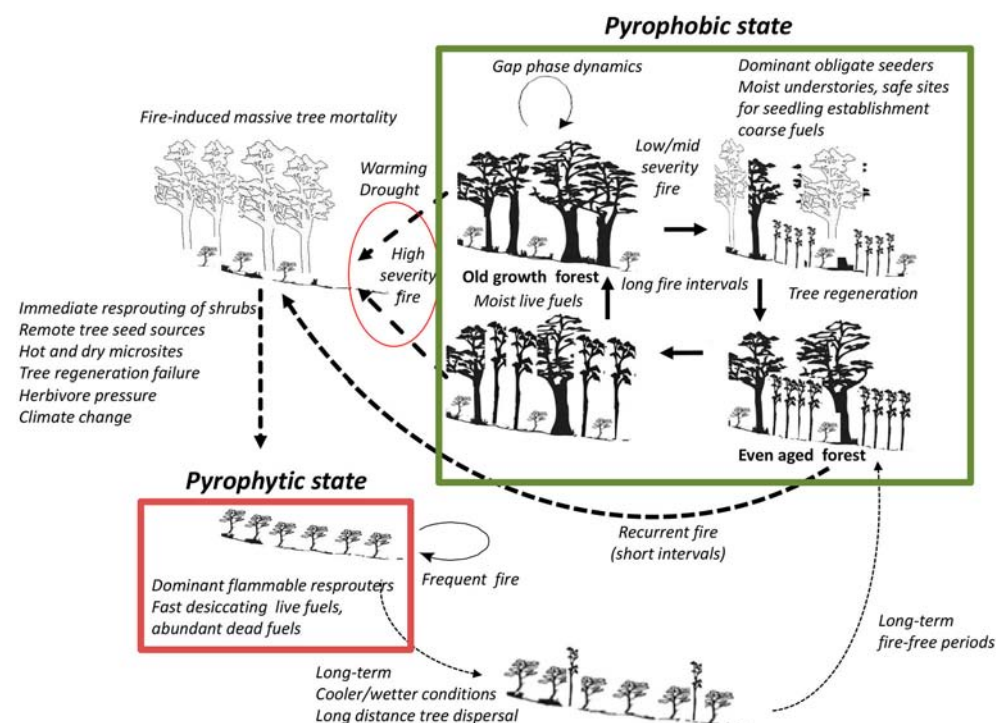 Pyrophobic state
Gap phase dynamics
Dominant obligate seeders
Moist understories, safe sites
for seedling establishment
coarse fuels
Fire-induced massive tree mortality
Warming
Drought
Low/mid
severity
fire
High
severity
fire
Old growth forest
Moist live fuels
long fire intervals
Tree regeneration
Immediate resprouting of shrubs
Remote tree seed sources
Hot and dry microsites
Tree regeneration failure
Herbivore pressure
Climate change
Even aged forest
Pyrophytic state
Recurrent fire
(short intervals)
Frequent fire
Dominant flammable resprouters
Fast desiccating live fuels,
abundant dead fuels
Long-term
fire-free periods
Long-term
Cooler/wetter conditions
Long distance tree dispersal